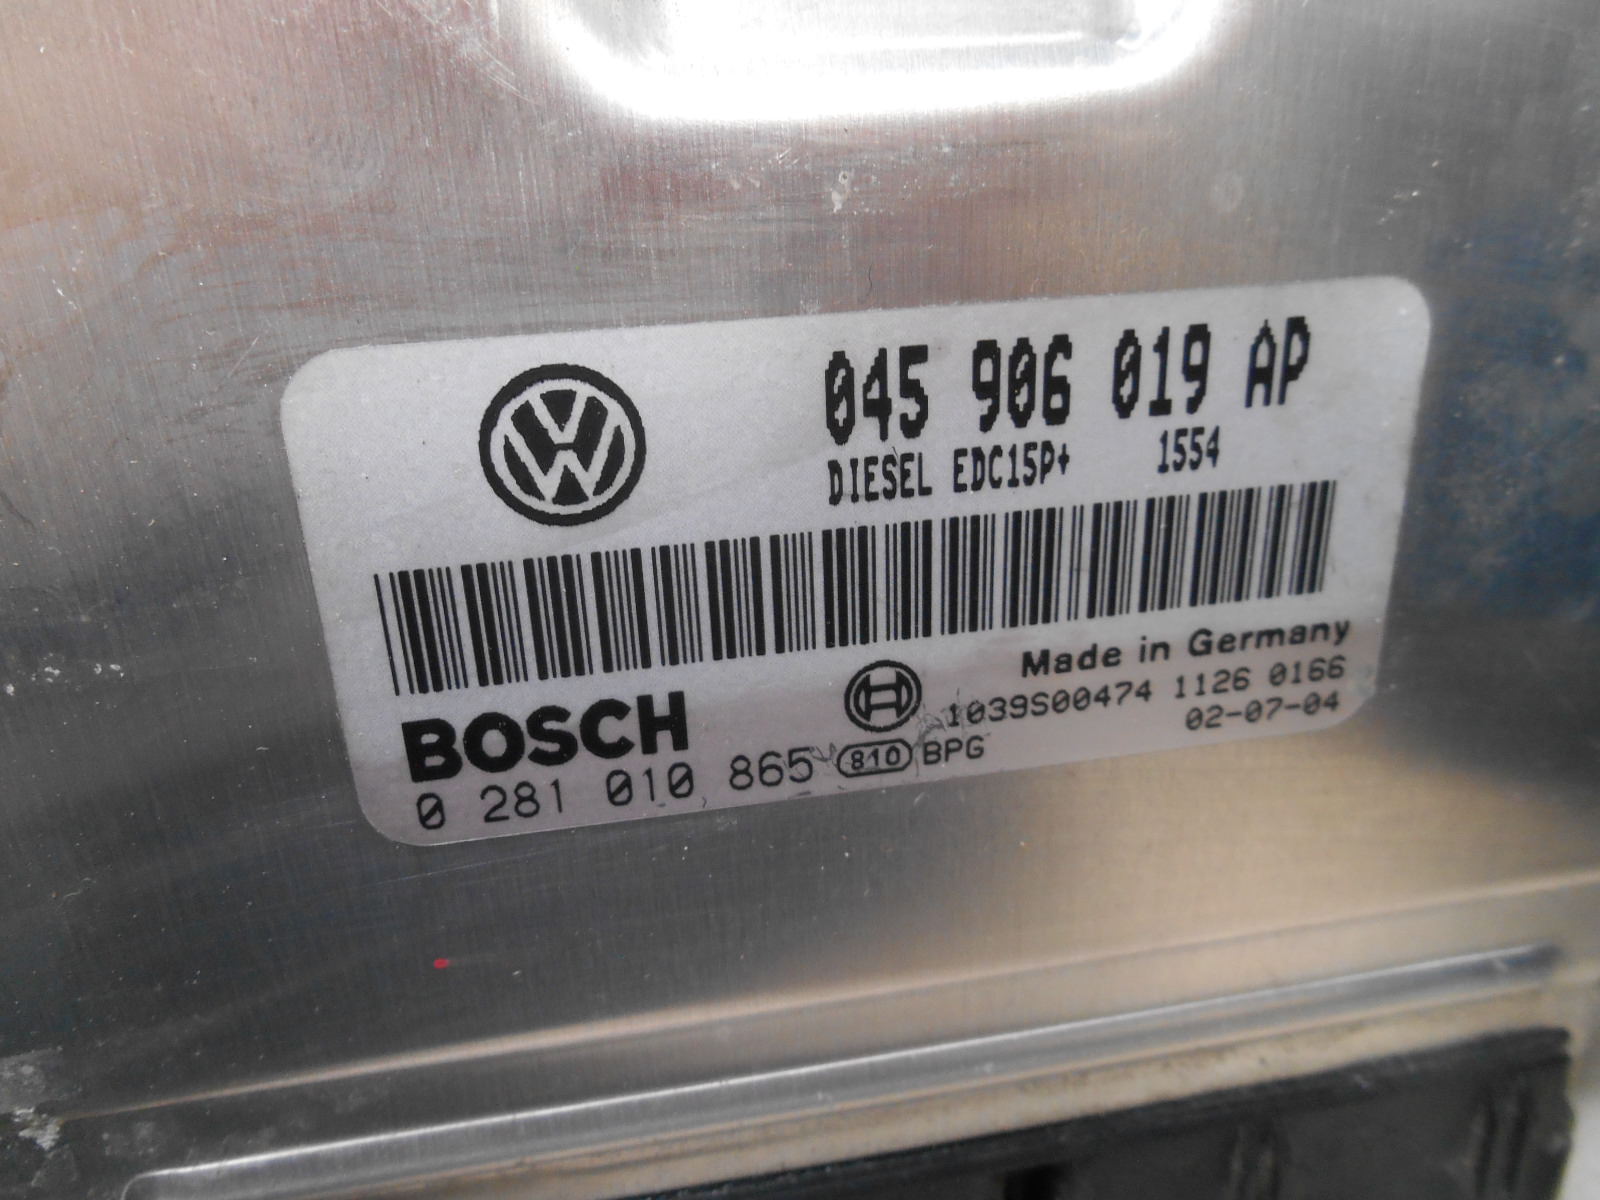 045 906 019 AP
DIESEL EDC15P+ 1554
Made in Germany
BOSCH
1039S00474 1126 0166
02-07-04
0 281 010 865 810 BPG